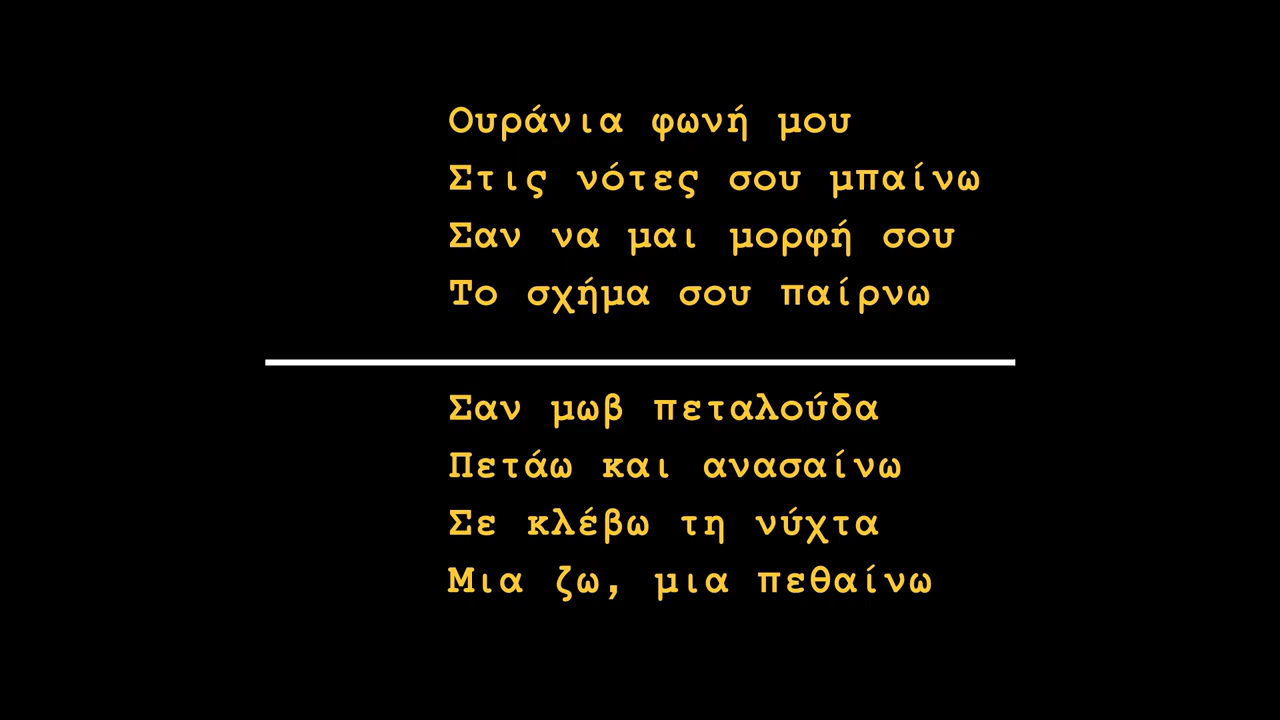 Ουράνια φωνή μου
Στις νότες σου μπαίνω
Σαν να μαι μορφή σου
Το σχήμα σου παίρνω
Σαν μωβ πεταλούδα
Πετάω και ανασαίνω
Σε κλέβω τη νύχτα
Μια ζω, μια πεθαίνω